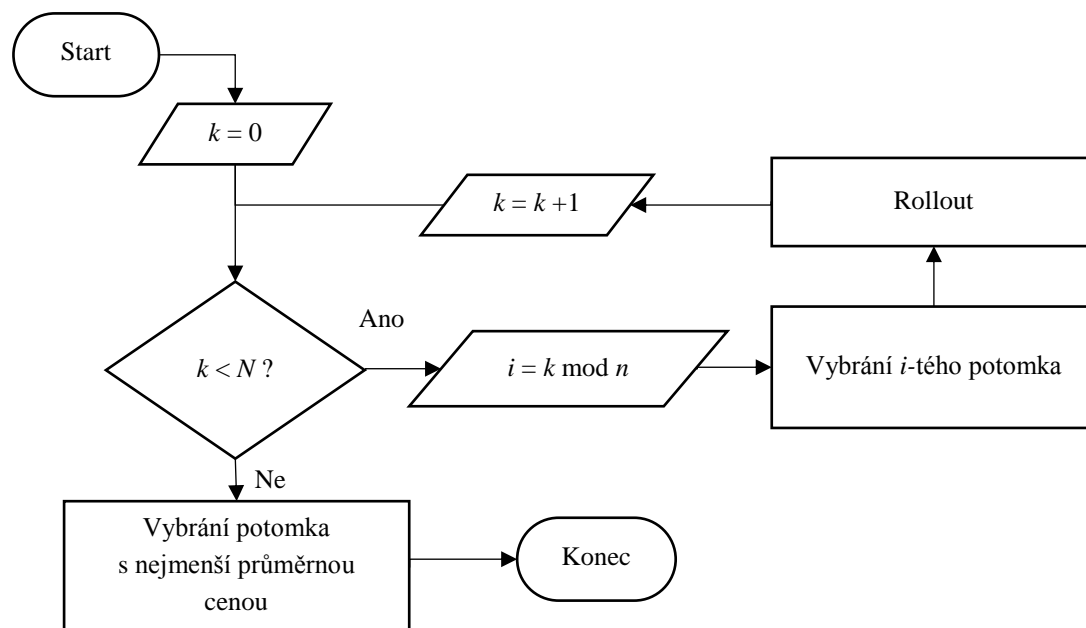 Start
k = 0
k = k +1
Rollout
Ano
k < N ?
i = k mod n
Vybrání i-tého potomka
Ne
Vybrání potomka
s nejmenší průměrnou
cenou
Konec